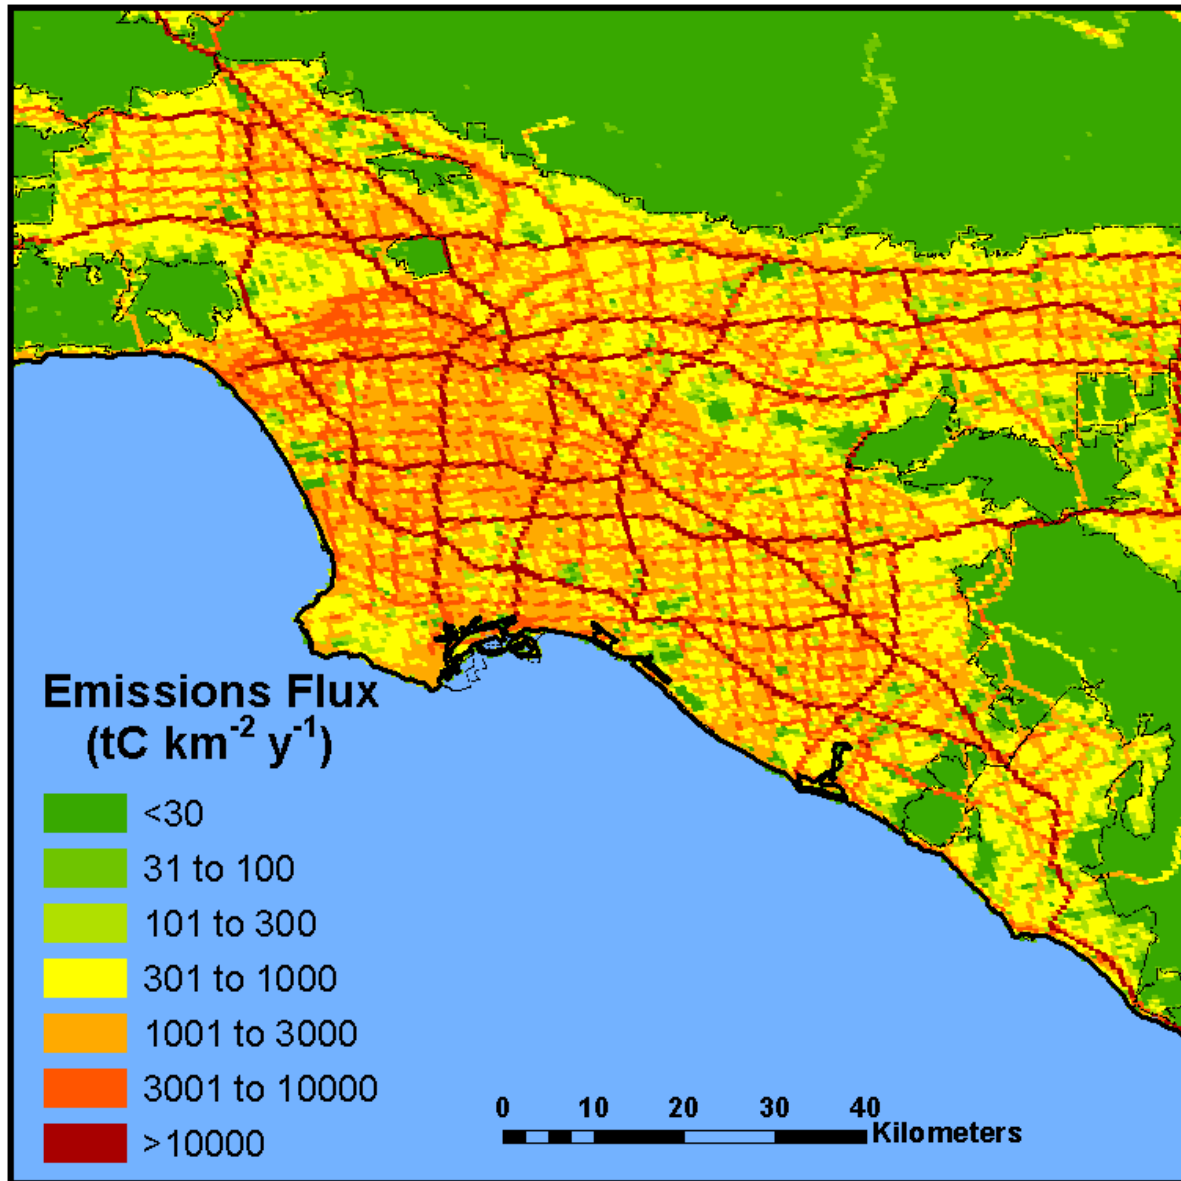 Emissions Flux
(tC km-2 y-1)
<30
31 to 100
101 to 300
301 to 1000
1001 to 3000
3001 to 10000
>10000
0 10 20 30 40
Kilometers